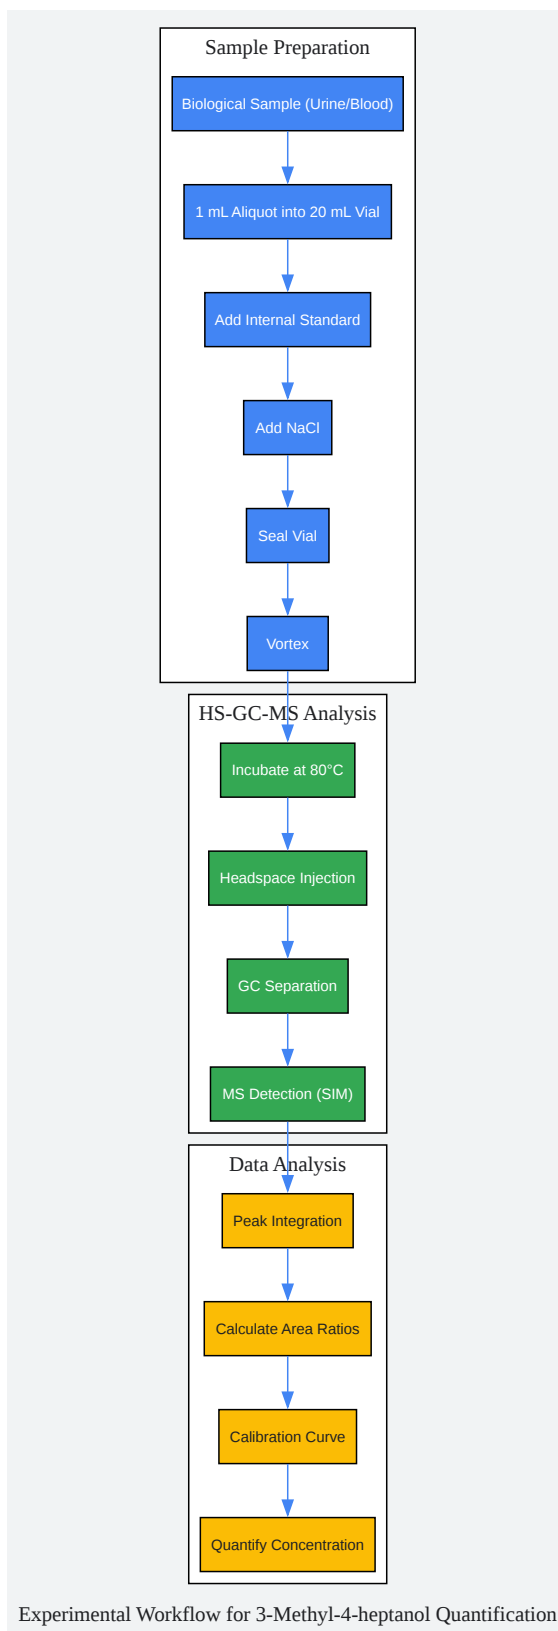 Sample Preparation
Biological Sample (Urine/Blood)
1 mL Aliquot into 20 mL Vial
Add Internal Standard
Add NaCl
Seal Vial
Vortex
HS-GC-MS Analysis
Incubate at 80°C
Headspace Injection
GC Separation
MS Detection (SIM)
Data Analysis
Peak Integration
Calculate Area Ratios
Calibration Curve
Quantify Concentration
Experimental Workflow for 3-Methyl-4-heptanol Quantification